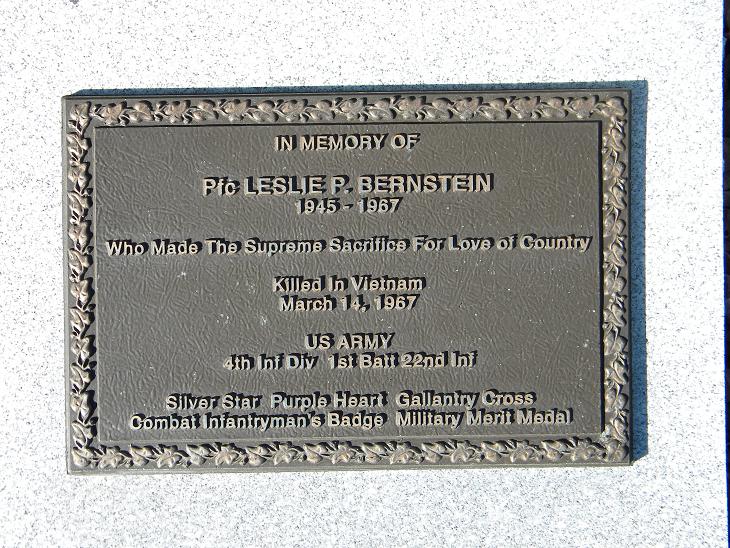 IN MEMORY OF
Pfc LESLIE P. BERNSTEIN
1945 - 1967
Who Made The Supreme Sacrifice For Love of Country
Killed In Vietnam
March 14, 1967
US ARMY
4th Inf Div 1st Batt 22nd Inf
Silver Star Purple Heart Gallantry Cross
Combat Infantryman's Badge Military Merit Medal